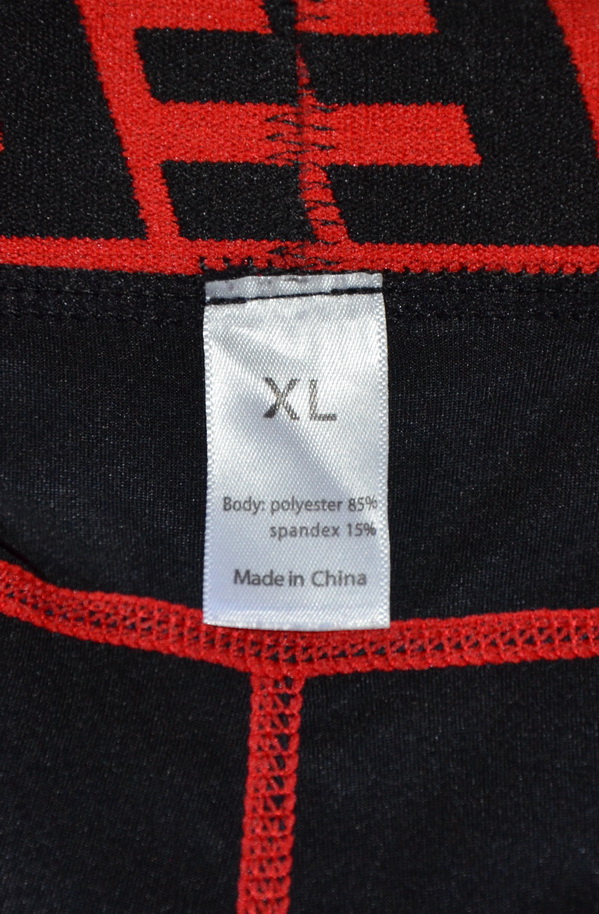 XL
Body: polyester 85%
spandex 15%
Made in China